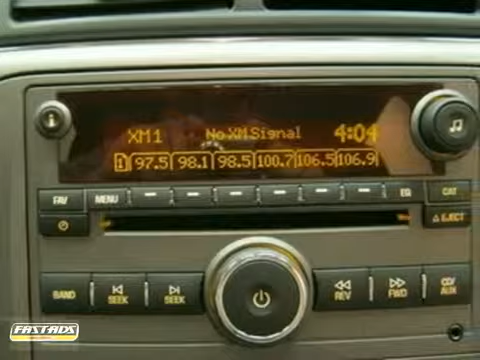 XM1 No XM Signal 4:04
1 97.5 98.1 98.5 100.7 106.5 106.9
FAV MENU EQ CAT
EJECT
BAND SEEK SEEK REV FWD CD/AUX
FASTADS